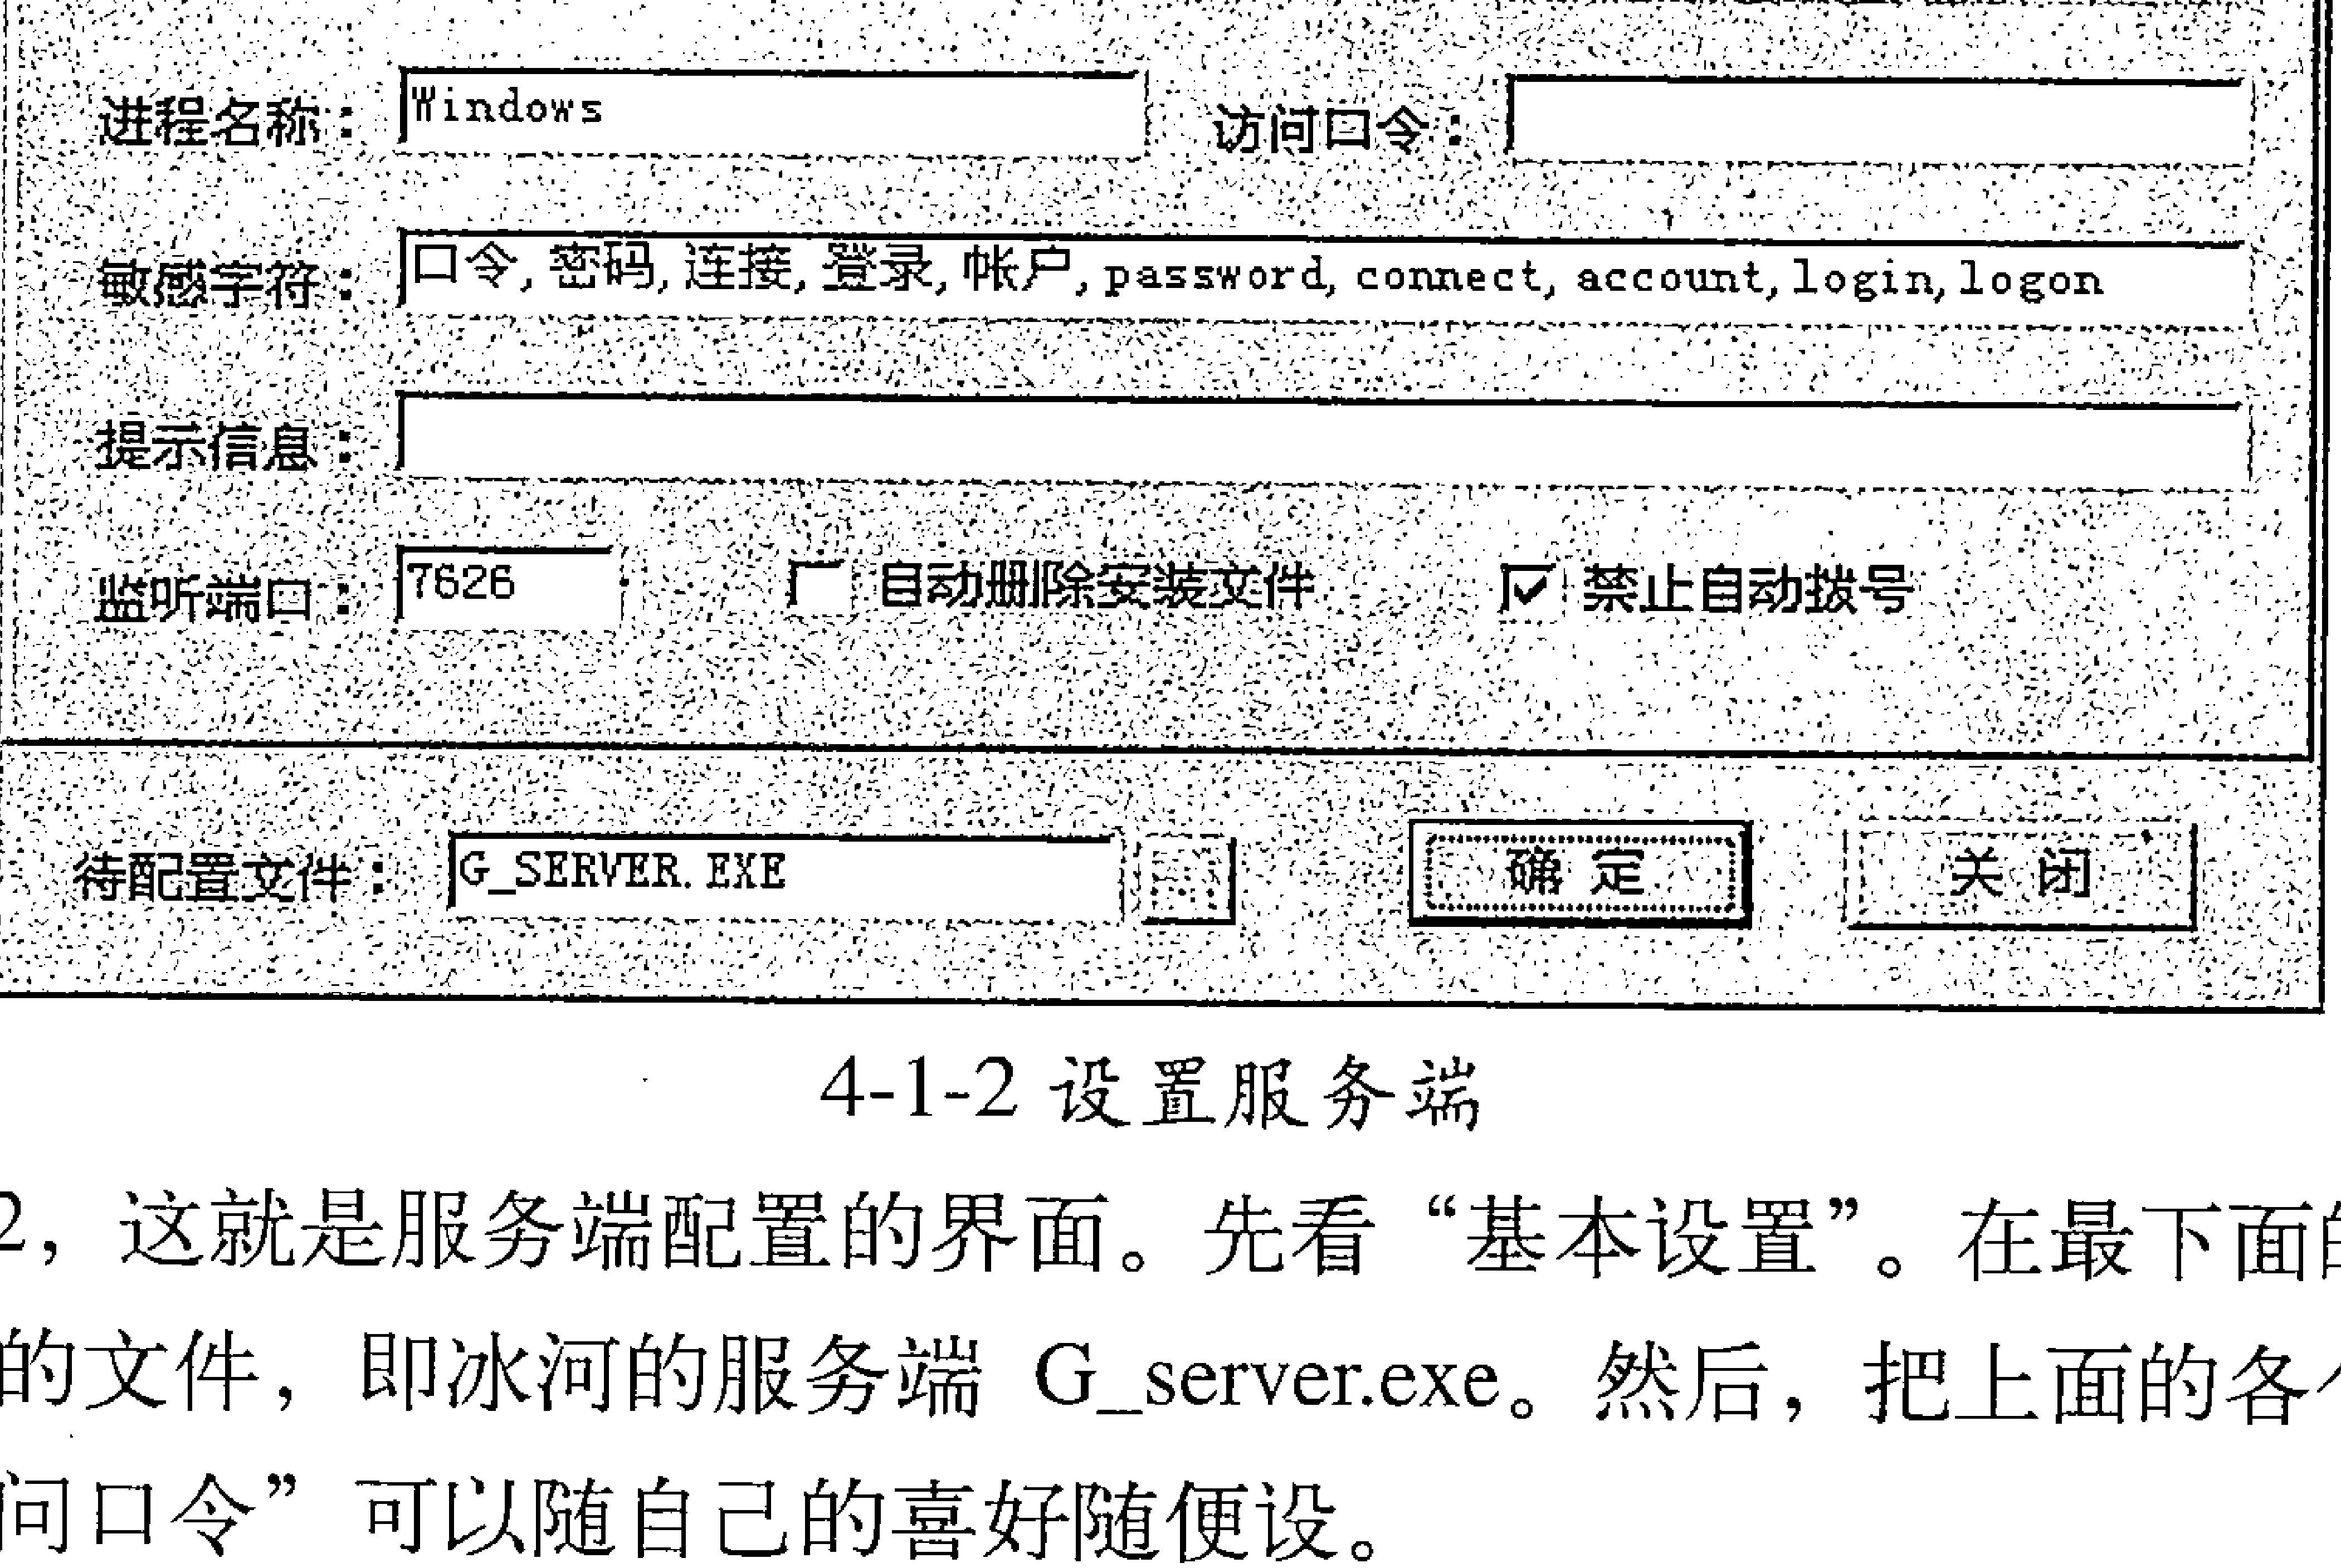 进程名称： Windows 访问口令：
敏感字符： 口令,密码,连接,登录,帐户,password,connect,account,login,logon
提示信息：
监听端口： 7626 自动删除安装文件 禁止自动拨号
待配置文件： G_SERVER.EXE 确 定 关 闭
4-1-2 设置服务端
2，这就是服务端配置的界面。先看“基本设置”。在最下面的
的文件，即冰河的服务端 G_server.exe。然后，把上面的各个
问口令”可以随自己的喜好随便设。